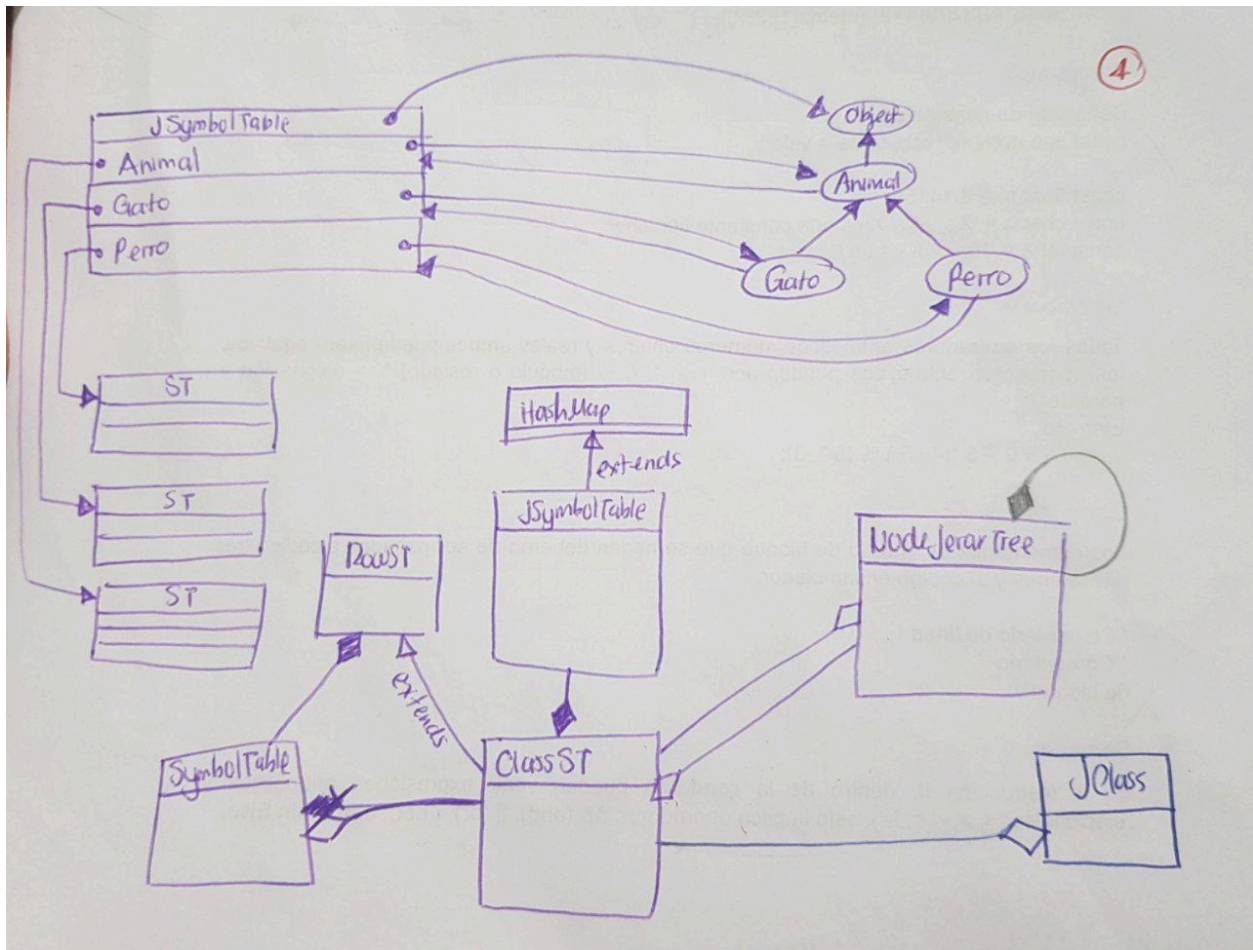 4
JSymbolTable
Animal
Gato
Perro
Object
Animal
Gato
Perro
ST
ST
ST
HashMap
extends
JSymbolTable
RowST
extends
NodeJerarTree
SymbolTable
ClassST
JClass